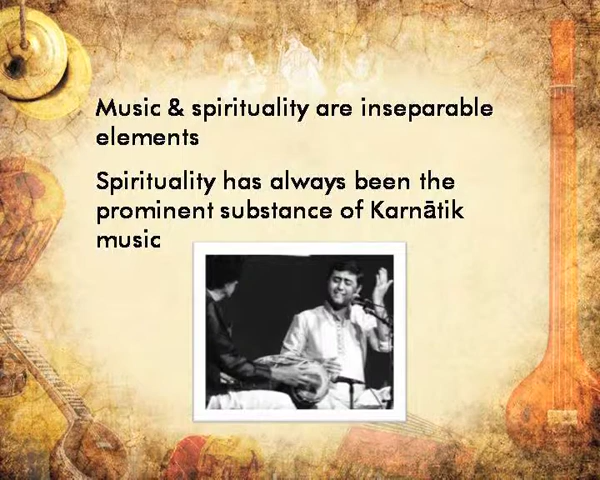 Music & spirituality are inseparable
elements
Spirituality has always been the
prominent substance of Karnātik
music